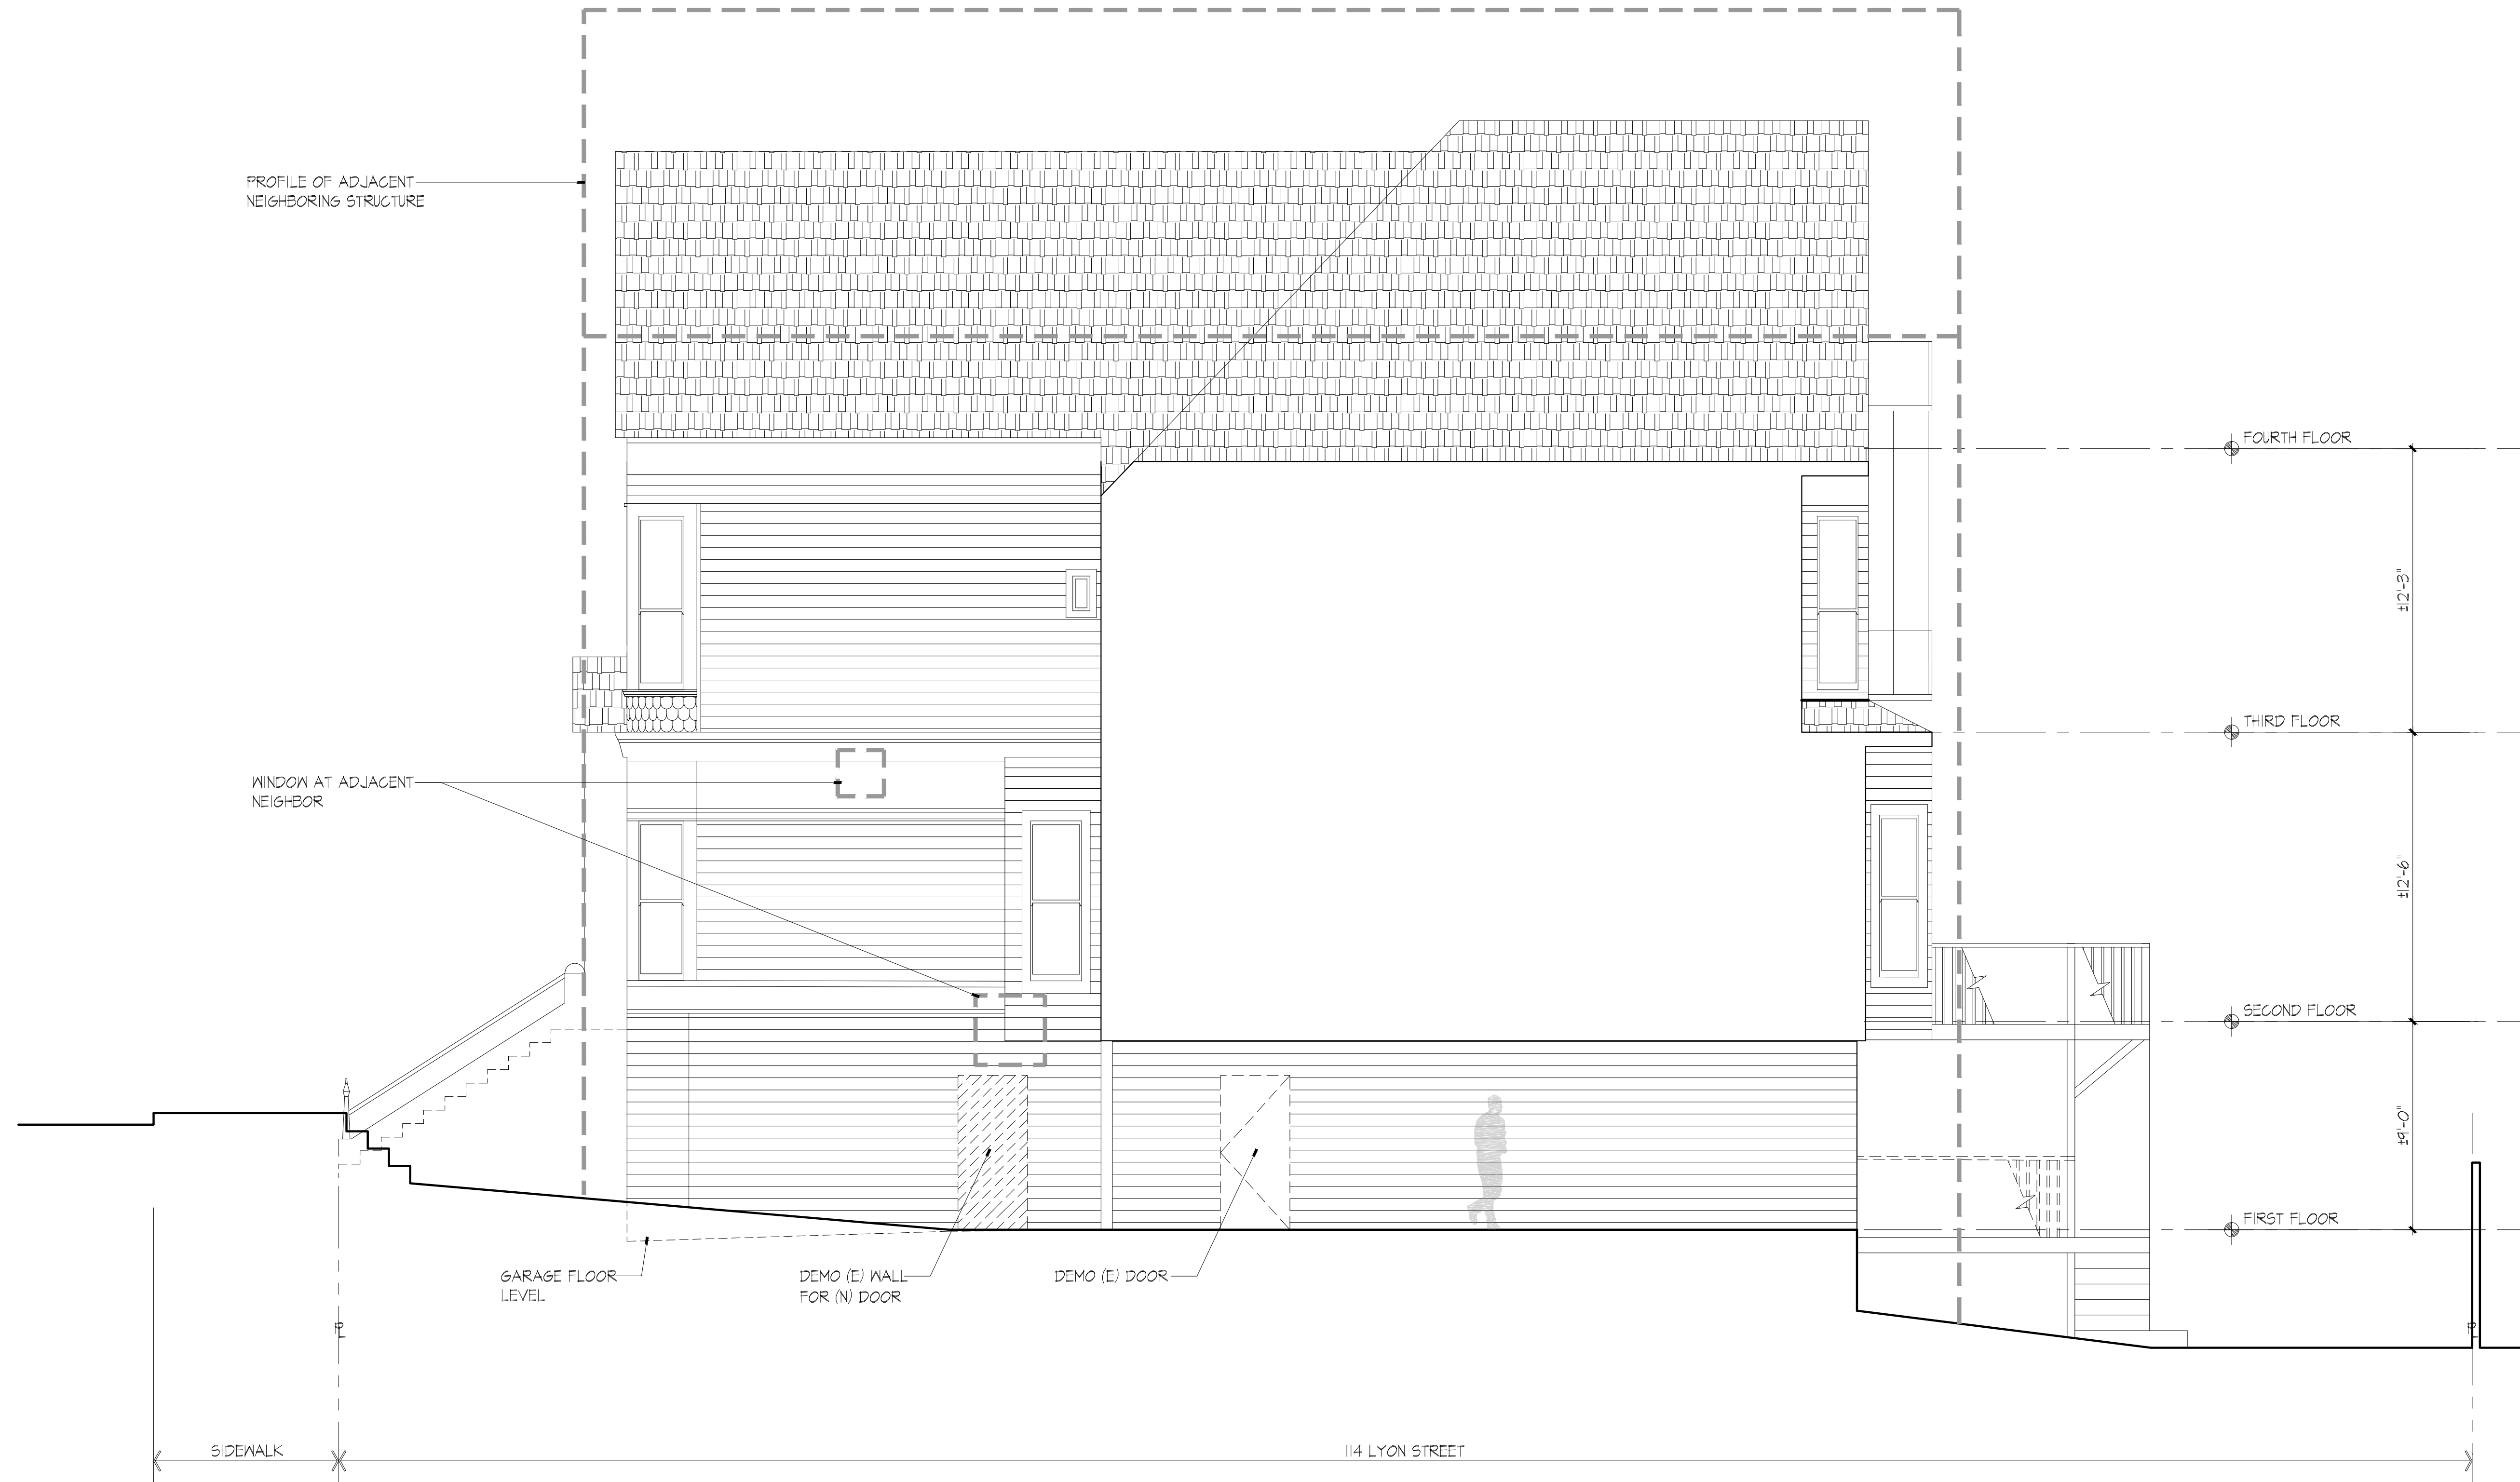 PROFILE OF ADJACENT
NEIGHBORING STRUCTURE
FOURTH FLOOR
±12'-3"
THIRD FLOOR
WINDOW AT ADJACENT
NEIGHBOR
±12'-6"
SECOND FLOOR
±9'-0"
FIRST FLOOR
GARAGE FLOOR
LEVEL
DEMO (E) WALL
FOR (N) DOOR
DEMO (E) DOOR
PL
PL
SIDEWALK
114 LYON STREET